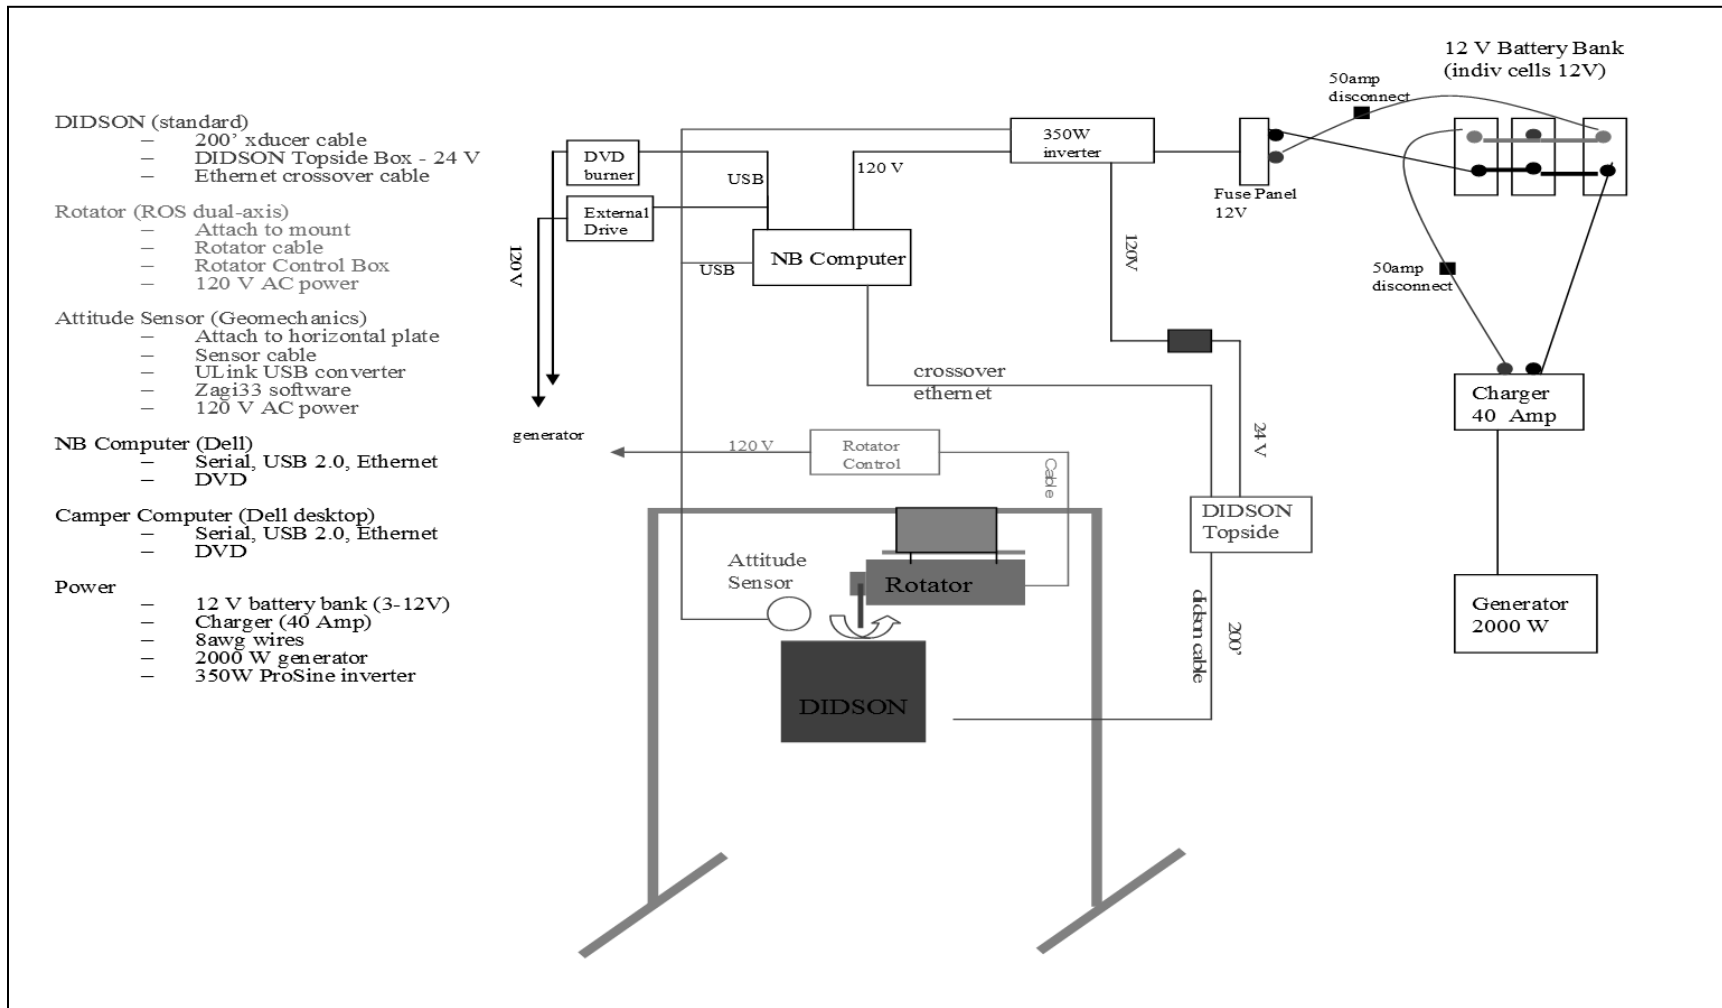 DIDSON (standard)
– 200’ xducer cable
– DIDSON Topside Box - 24 V
– Ethernet crossover cable
Rotator (ROS dual-axis)
– Attach to mount
– Rotator cable
– Rotator Control Box
– 120 V AC power
Attitude Sensor (Geomechanics)
– Attach to horizontal plate
– Sensor cable
– ULink USB converter
– Zagi33 software
– 120 V AC power
NB Computer (Dell)
– Serial, USB 2.0, Ethernet
– DVD
Camper Computer (Dell desktop)
– Serial, USB 2.0, Ethernet
– DVD
Power
– 12 V battery bank (3-12V)
– Charger (40 Amp)
– 8awg wires
– 2000 W generator
– 350W ProSine inverter
DVD
burner
External
Drive
USB
USB
120 V
generator
NB Computer
120 V
350W
inverter
120V
Fuse Panel
12V
50amp
disconnect
12 V Battery Bank
(indiv cells 12V)
50amp
disconnect
Charger
40 Amp
Generator
2000 W
crossover
ethernet
24 V
120 V
Rotator
Control
Cable
DIDSON
Topside
Attitude
Sensor
Rotator
DIDSON
200’
didson cable